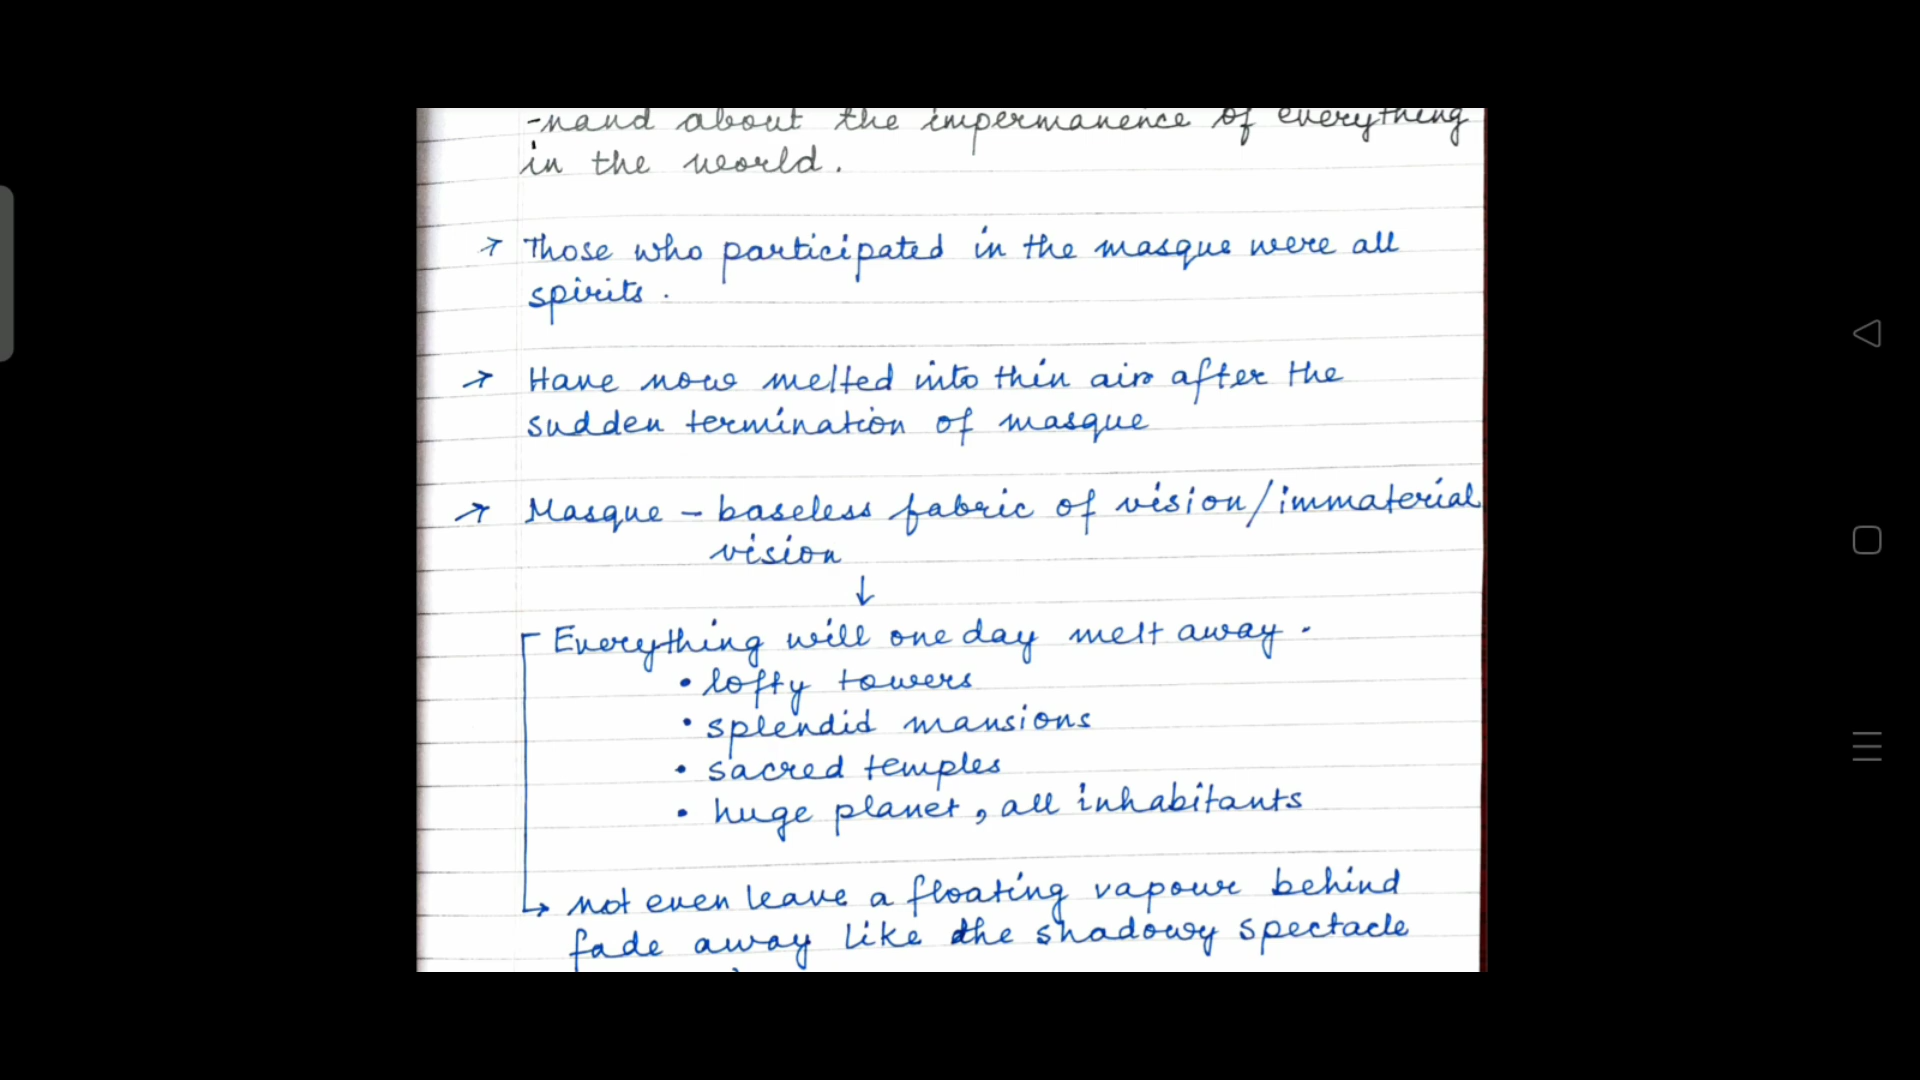 -nand about the impermanence of everything
in the world.
→ Those who participated in the masque were all
spirits.
→ Have now melted into thin air after the
sudden termination of masque
→ Masque - baseless fabric of vision/immaterial
vision
↓
Everything will one day melt away.
• lofty towers
• splendid mansions
• sacred temples
• huge planet, all inhabitants
↳ not even leave a floating vapour behind
fade away like the shadowy spectacle